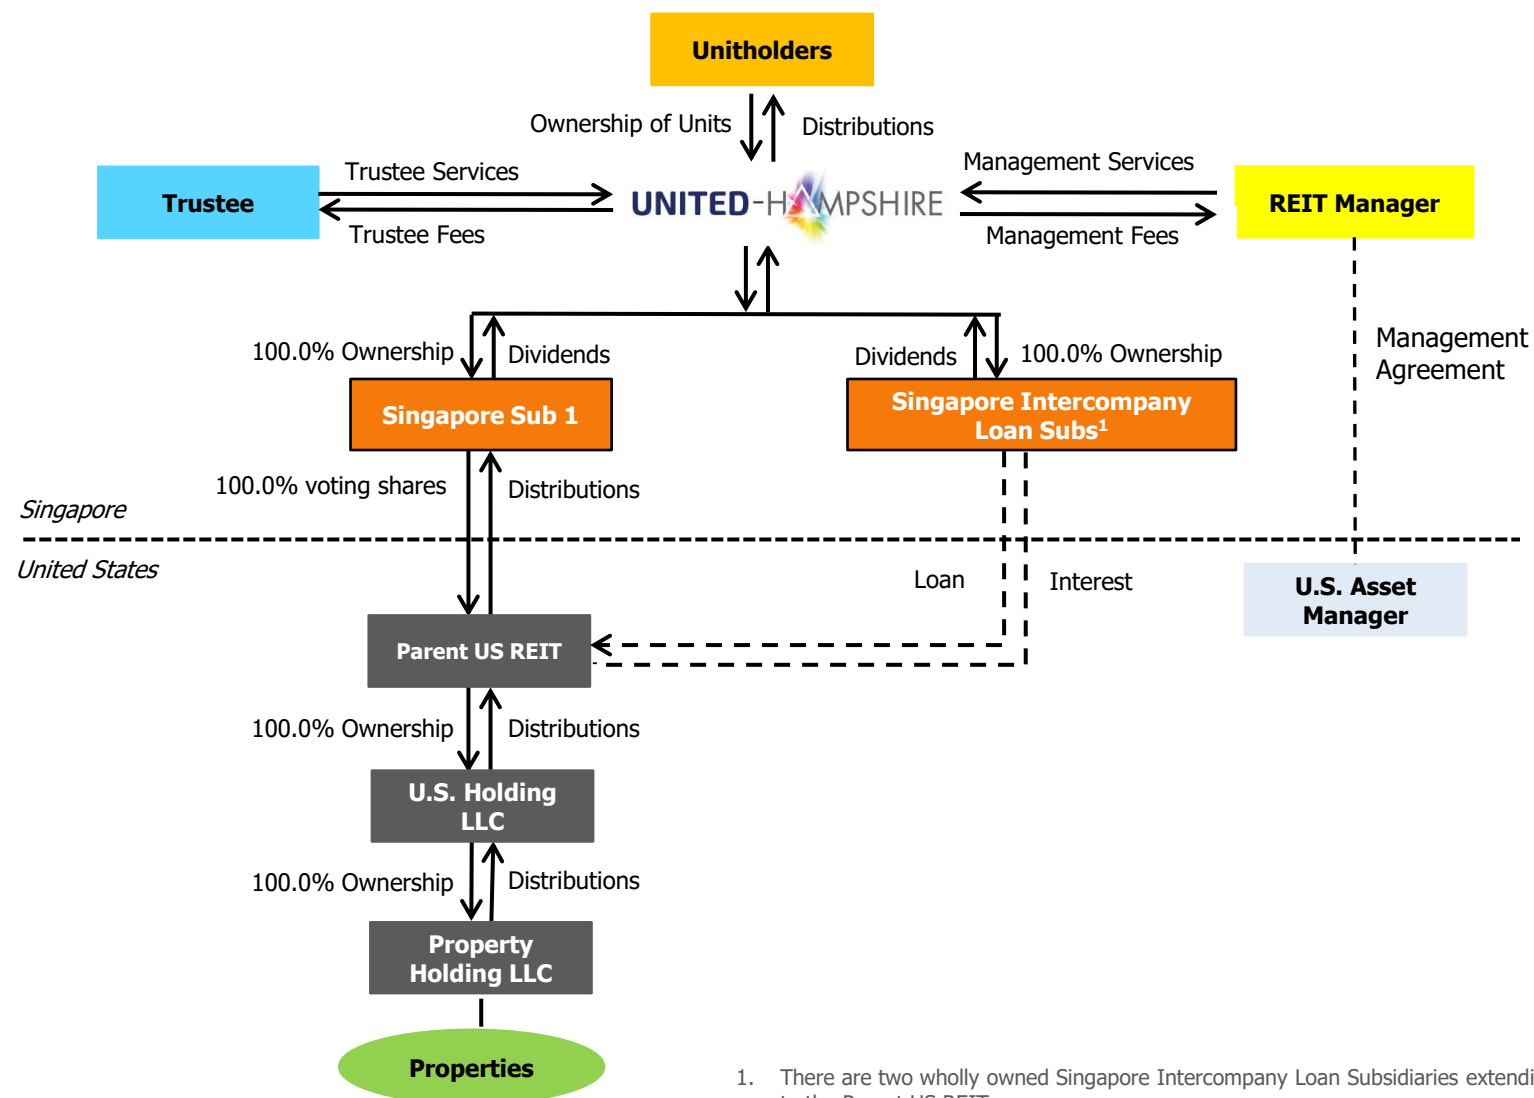 Unitholders
Ownership of Units
Distributions
Trustee Services
Management Services
Trustee
UNITED-HAMPSHIRE
REIT Manager
Trustee Fees
Management Fees
100.0% Ownership
Dividends
Dividends
100.0% Ownership
Management
Agreement
Singapore Sub 1
Singapore Intercompany
Loan Subs1
100.0% voting shares
Distributions
Singapore
United States
Loan
Interest
U.S. Asset
Manager
Parent US REIT
100.0% Ownership
Distributions
U.S. Holding
LLC
100.0% Ownership
Distributions
Property
Holding LLC
Properties
1. There are two wholly owned Singapore Intercompany Loan Subsidiaries extendi